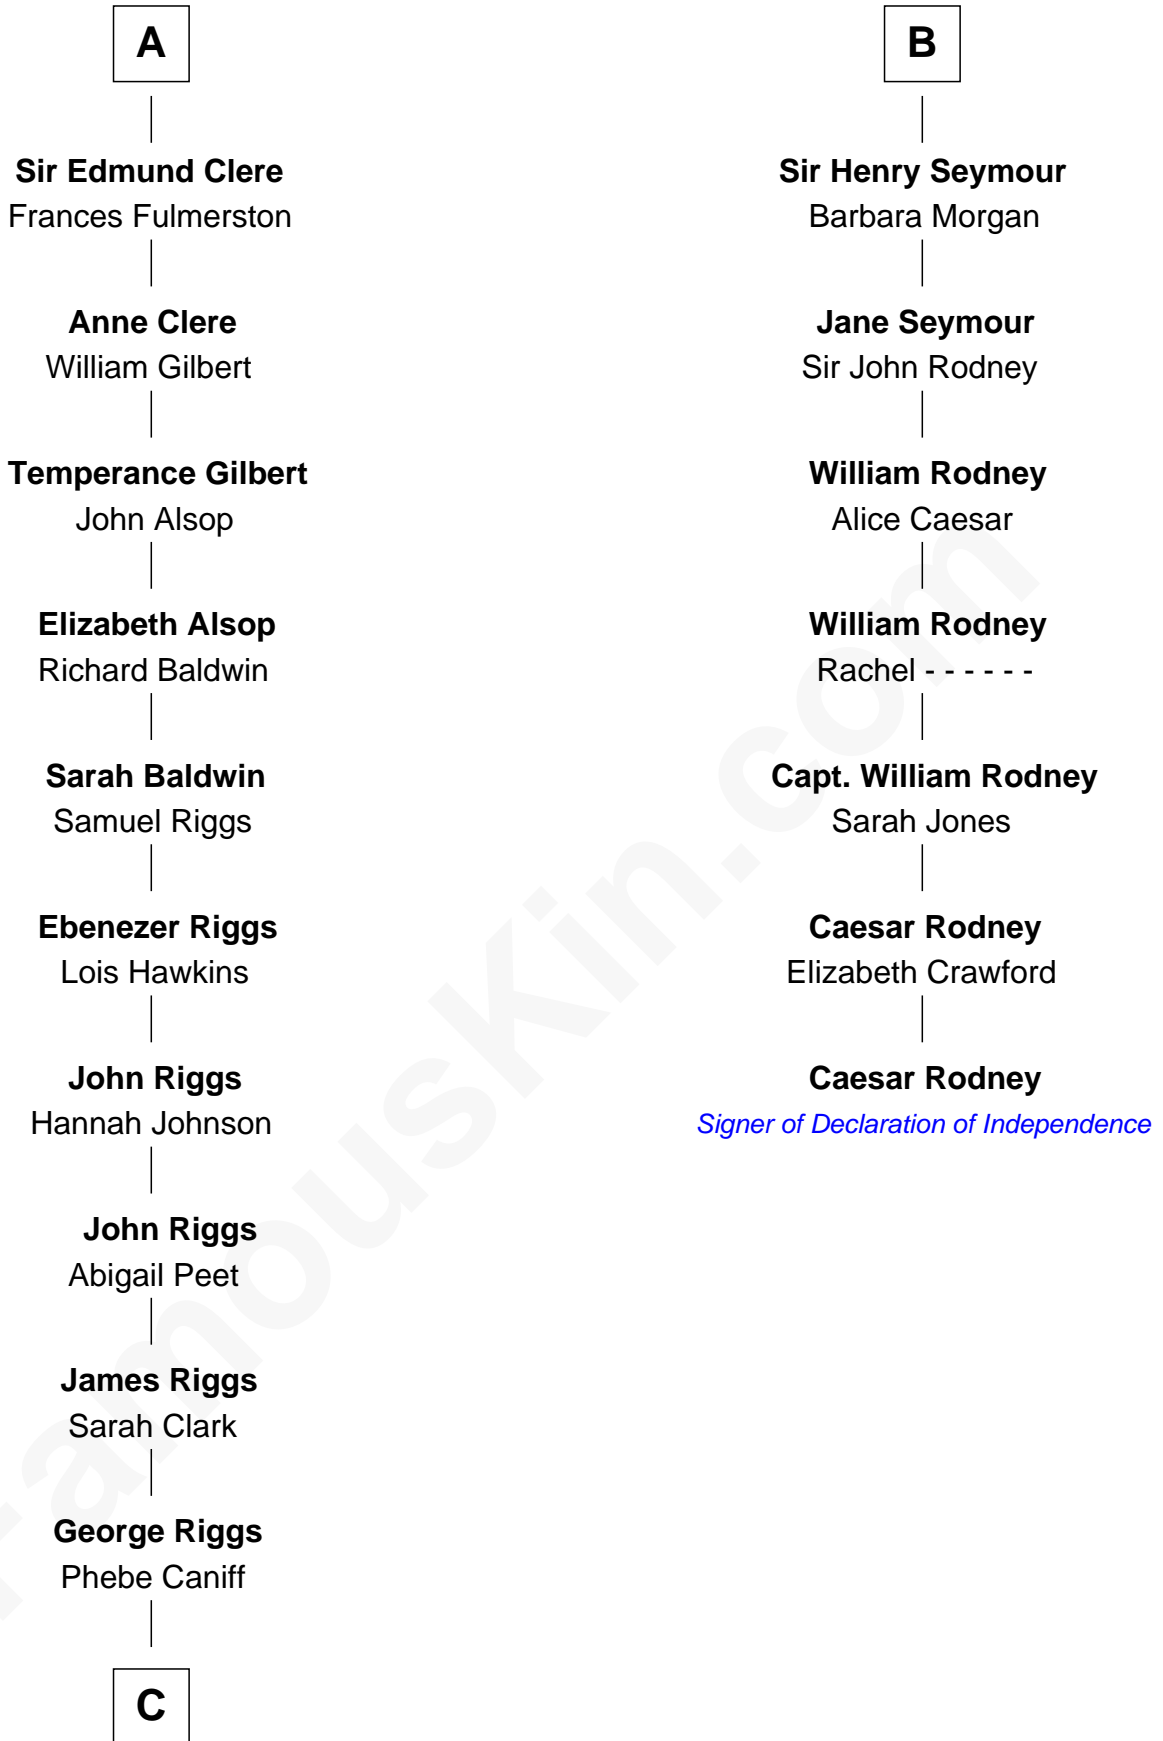 A
Sir Edmund Clere
Frances Fulmerston
Anne Clere
William Gilbert
Temperance Gilbert
John Alsop
Elizabeth Alsop
Richard Baldwin
Sarah Baldwin
Samuel Riggs
Ebenezer Riggs
Lois Hawkins
John Riggs
Hannah Johnson
John Riggs
Abigail Peet
James Riggs
Sarah Clark
George Riggs
Phebe Caniff
C
B
Sir Henry Seymour
Barbara Morgan
Jane Seymour
Sir John Rodney
William Rodney
Alice Caesar
William Rodney
Rachel - - - - - -
Capt. William Rodney
Sarah Jones
Caesar Rodney
Elizabeth Crawford
Caesar Rodney
Signer of Declaration of Independence
FamousKin.com